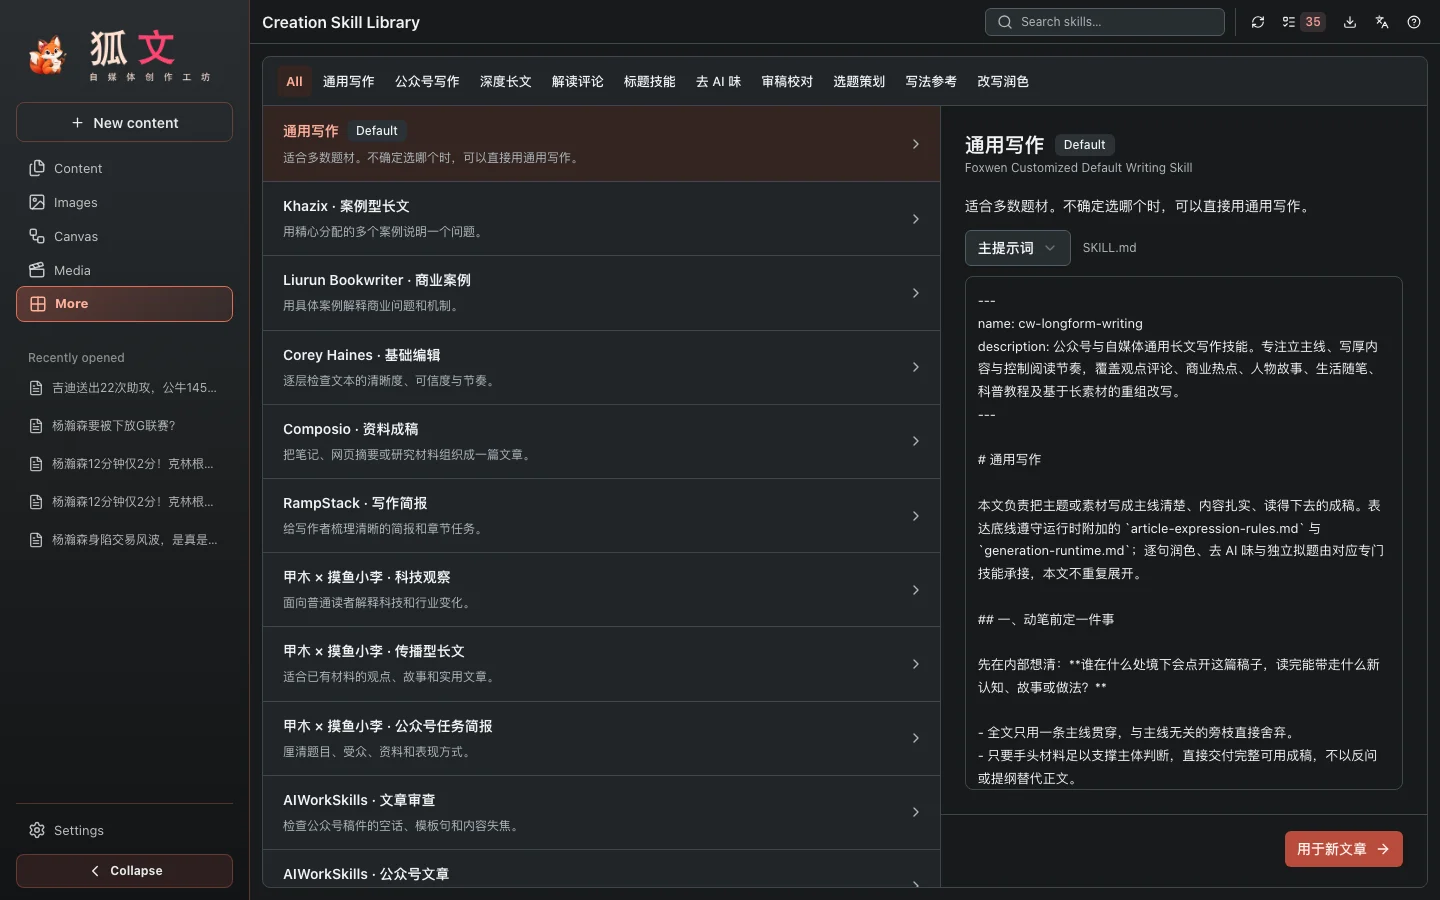 狐文
自媒体创作工坊
New content
Content
Images
Canvas
Media
More
Recently opened
吉迪送出22次助攻，公牛145...
杨瀚森要被下放G联赛?
杨瀚森12分钟仅2分！克林根...
杨瀚森12分钟仅2分！克林根...
杨瀚森身陷交易风波，是真是...
Settings
Collapse
Creation Skill Library
Search skills...
35
All 通用写作 公众号写作 深度长文 解读评论 标题技能 去 AI 味 审稿校对 选题策划 写法参考 改写润色
通用写作 Default
适合多数题材。不确定选哪个时，可以直接用通用写作。
Khazix · 案例型长文
用精心分配的多个案例说明一个问题。
Liurun Bookwriter · 商业案例
用具体案例解释商业问题和机制。
Corey Haines · 基础编辑
逐层检查文本的清晰度、可信度与节奏。
Composio · 资料成稿
把笔记、网页摘要或研究材料组织成一篇文章。
RampStack · 写作简报
给写作者梳理清晰的简报和章节任务。
甲木 × 摸鱼小李 · 科技观察
面向普通读者解释科技和行业变化。
甲木 × 摸鱼小李 · 传播型长文
适合已有材料的观点、故事和实用文章。
甲木 × 摸鱼小李 · 公众号任务简报
厘清题目、受众、资料和表现方式。
AIWorkSkills · 文章审查
检查公众号稿件的空话、模板句和内容失焦。
AIWorkSkills · 公众号文章
通用写作 Default
Foxwen Customized Default Writing Skill
适合多数题材。不确定选哪个时，可以直接用通用写作。
主提示词 SKILL.md
---
name: cw-longform-writing
description: 公众号与自媒体通用长文写作技能。专注立主线、写厚内
容与控制阅读节奏，覆盖观点评论、商业热点、人物故事、生活随笔、
科普教程及基于长素材的重组改写。
---
# 通用写作
本文负责把主题或素材写成主线清楚、内容扎实、读得下去的成稿。表
达底线遵守运行时附加的 `article-expression-rules.md` 与
`generation-runtime.md`；逐句润色、去 AI 味与独立拟题由对应专门
技能承接，本文不重复展开。
## 一、动笔前定一件事
先在内部想清：**谁在什么处境下会点开这篇稿子，读完能带走什么新
认知、故事或做法？**
- 全文只用一条主线贯穿，与主线无关的旁枝直接舍弃。
- 只要手头材料足以支撑主体判断，直接交付完整可用成稿，不以反问
或提纲替代正文。
用于新文章